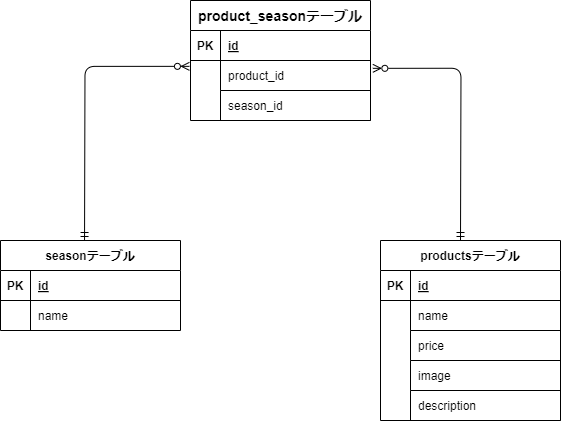 product_seasonテーブル
PK id
product_id
season_id
seasonテーブル
PK id
name
productsテーブル
PK id
name
price
image
description